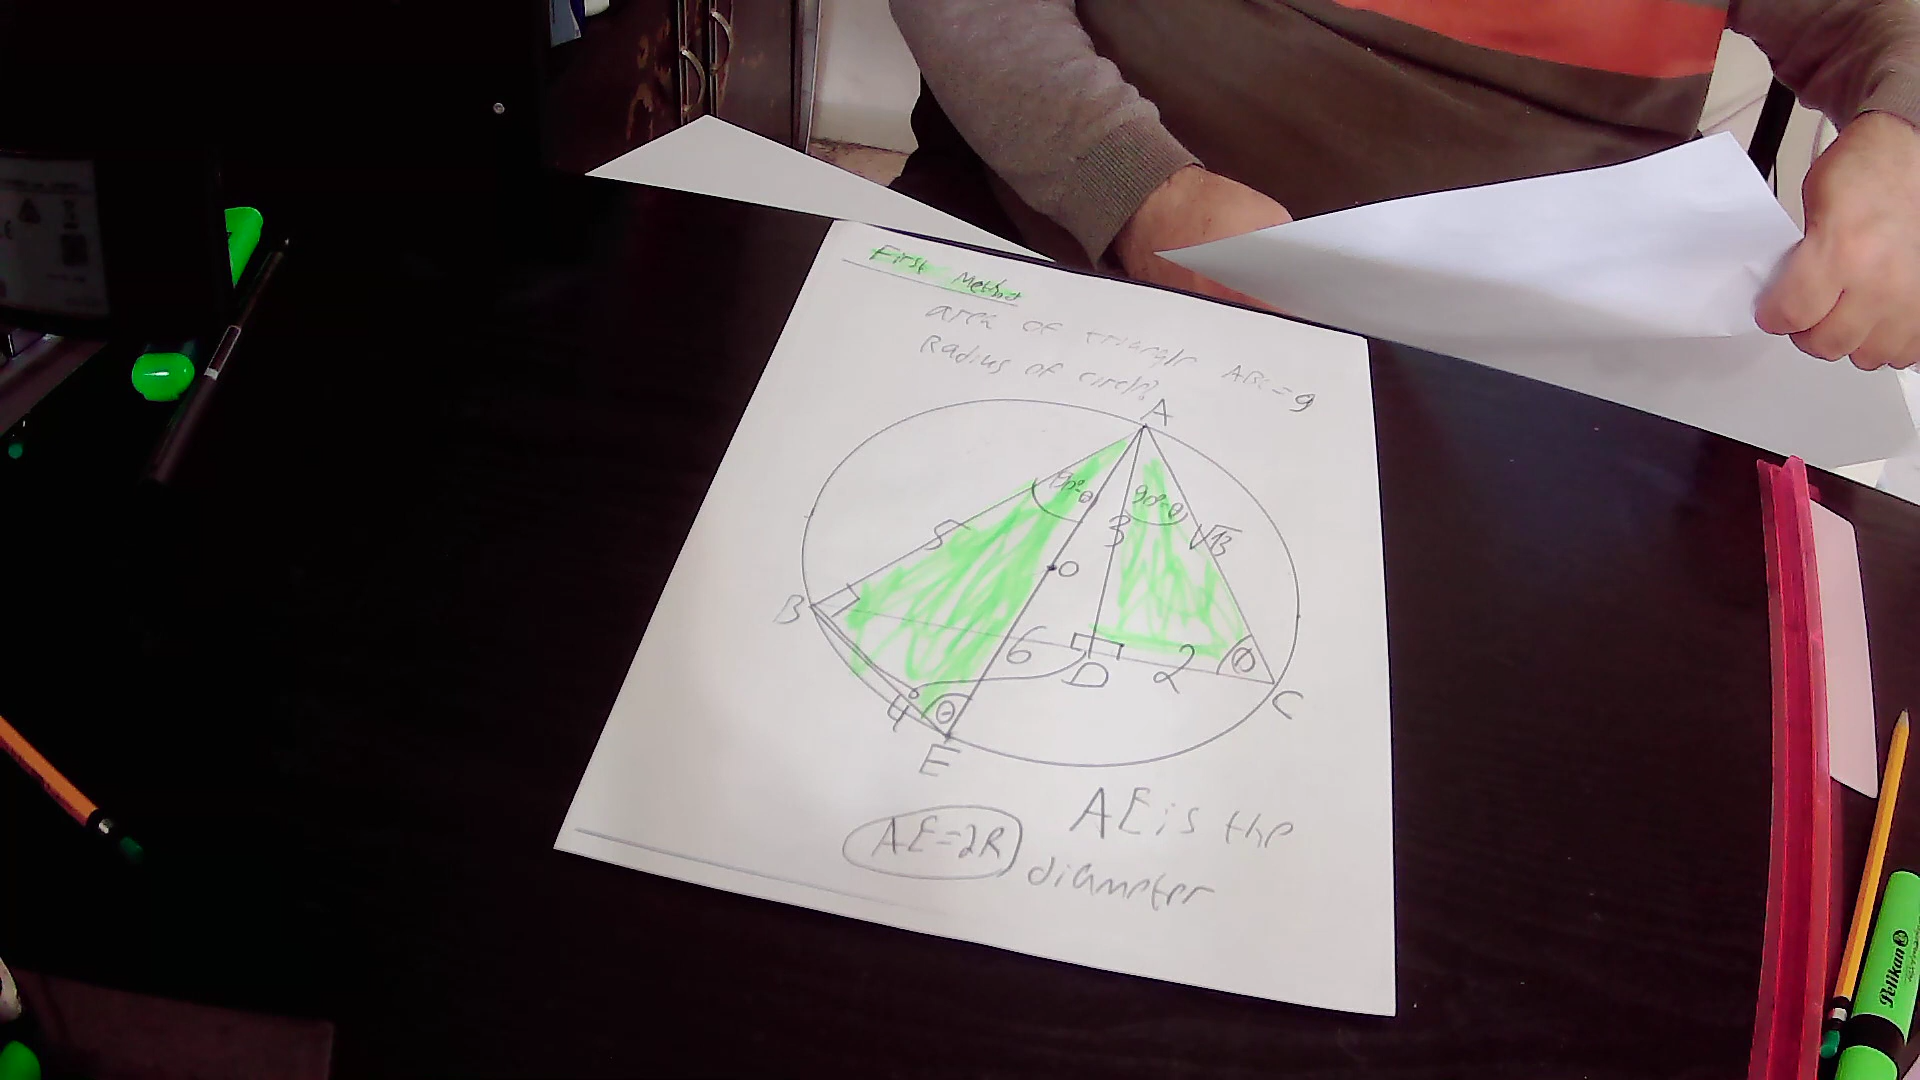 First Method
area of triangle ABC=9
Radius of circle?
A
90°-θ
90°-θ
5
3
√13
O
B
6
D
2
θ
C
4
θ
E
AE is the
AE=2R
diameter
Pelikan